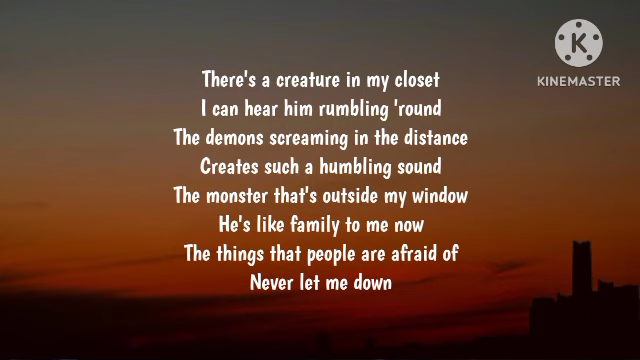 There's a creature in my closet
I can hear him rumbling 'round
The demons screaming in the distance
Creates such a humbling sound
The monster that's outside my window
He's like family to me now
The things that people are afraid of
Never let me down
K
KINEMASTER